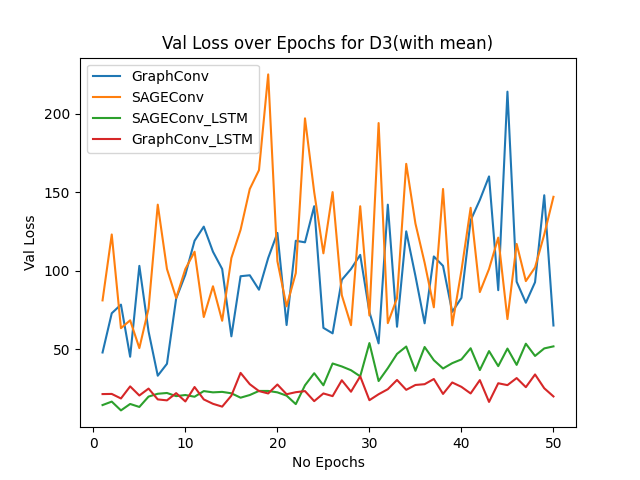 Val Loss over Epochs for D3(with mean)
GraphConv
SAGEConv
SAGEConv_LSTM
GraphConv_LSTM
Val Loss
200
150
100
50
0 10 20 30 40 50
No Epochs